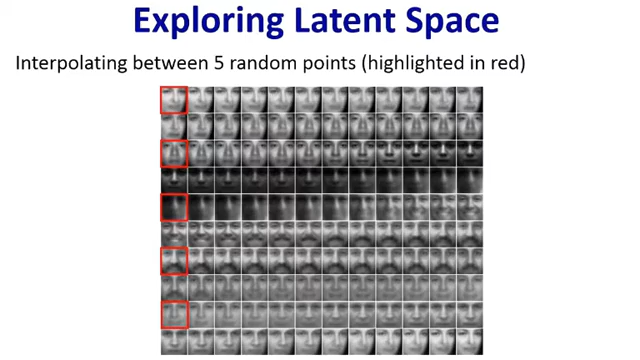 Exploring Latent Space
Interpolating between 5 random points (highlighted in red)